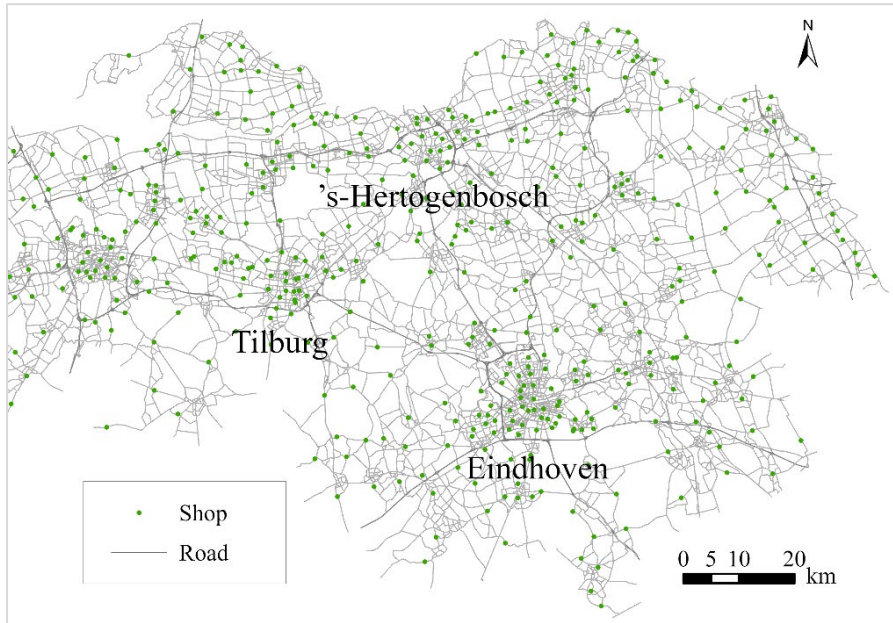 N
’s-Hertogenbosch
Tilburg
Eindhoven
Shop
Road
0 5 10 20
km